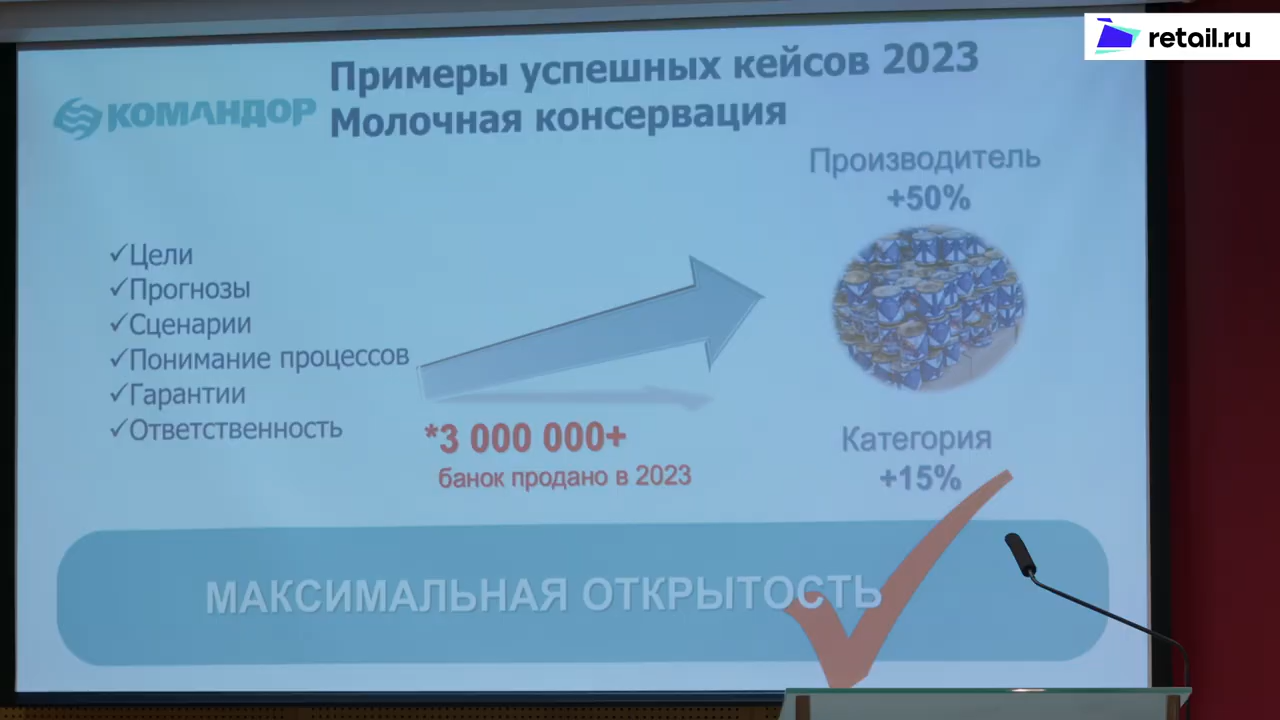 retail.ru
КОМАНДОР
Примеры успешных кейсов 2023
Молочная консервация
Производитель
+50%
✓Цели
✓Прогнозы
✓Сценарии
✓Понимание процессов
✓Гарантии
✓Ответственность
*3 000 000+
банок продано в 2023
Категория
+15%
МАКСИМАЛЬНАЯ ОТКРЫТОСТЬ